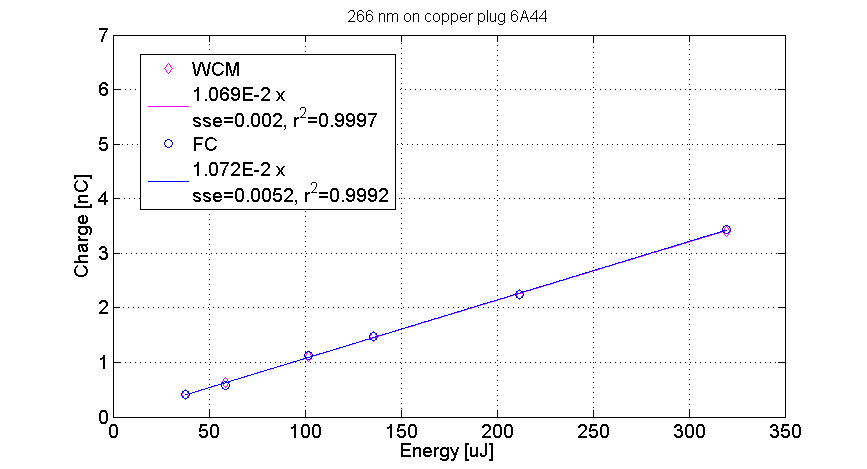 266 nm on copper plug 6A44
7
6
5
4
3
2
1
0
Charge [nC]
WCM
1.069E-2 x
sse=0.002, r²=0.9997
FC
1.072E-2 x
sse=0.0052, r²=0.9992
0 50 100 150 200 250 300 350
Energy [uJ]